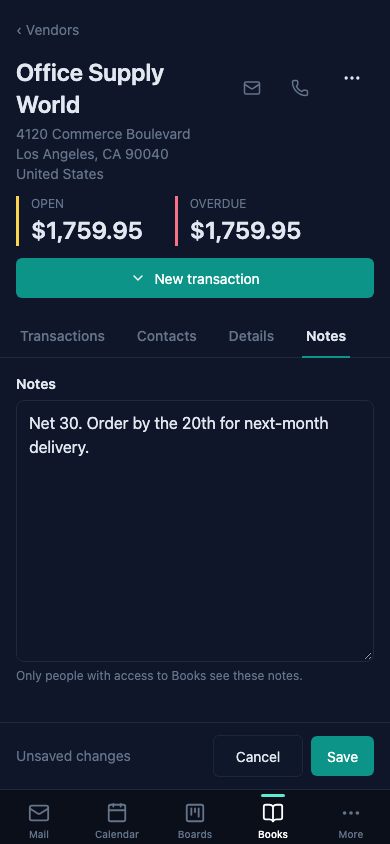 ‹ Vendors
Office Supply
World
4120 Commerce Boulevard
Los Angeles, CA 90040
United States
OPEN
$1,759.95
OVERDUE
$1,759.95
New transaction
Transactions Contacts Details Notes
Notes
Net 30. Order by the 20th for next-month
delivery.
Only people with access to Books see these notes.
Unsaved changes Cancel Save
Mail Calendar Boards Books More